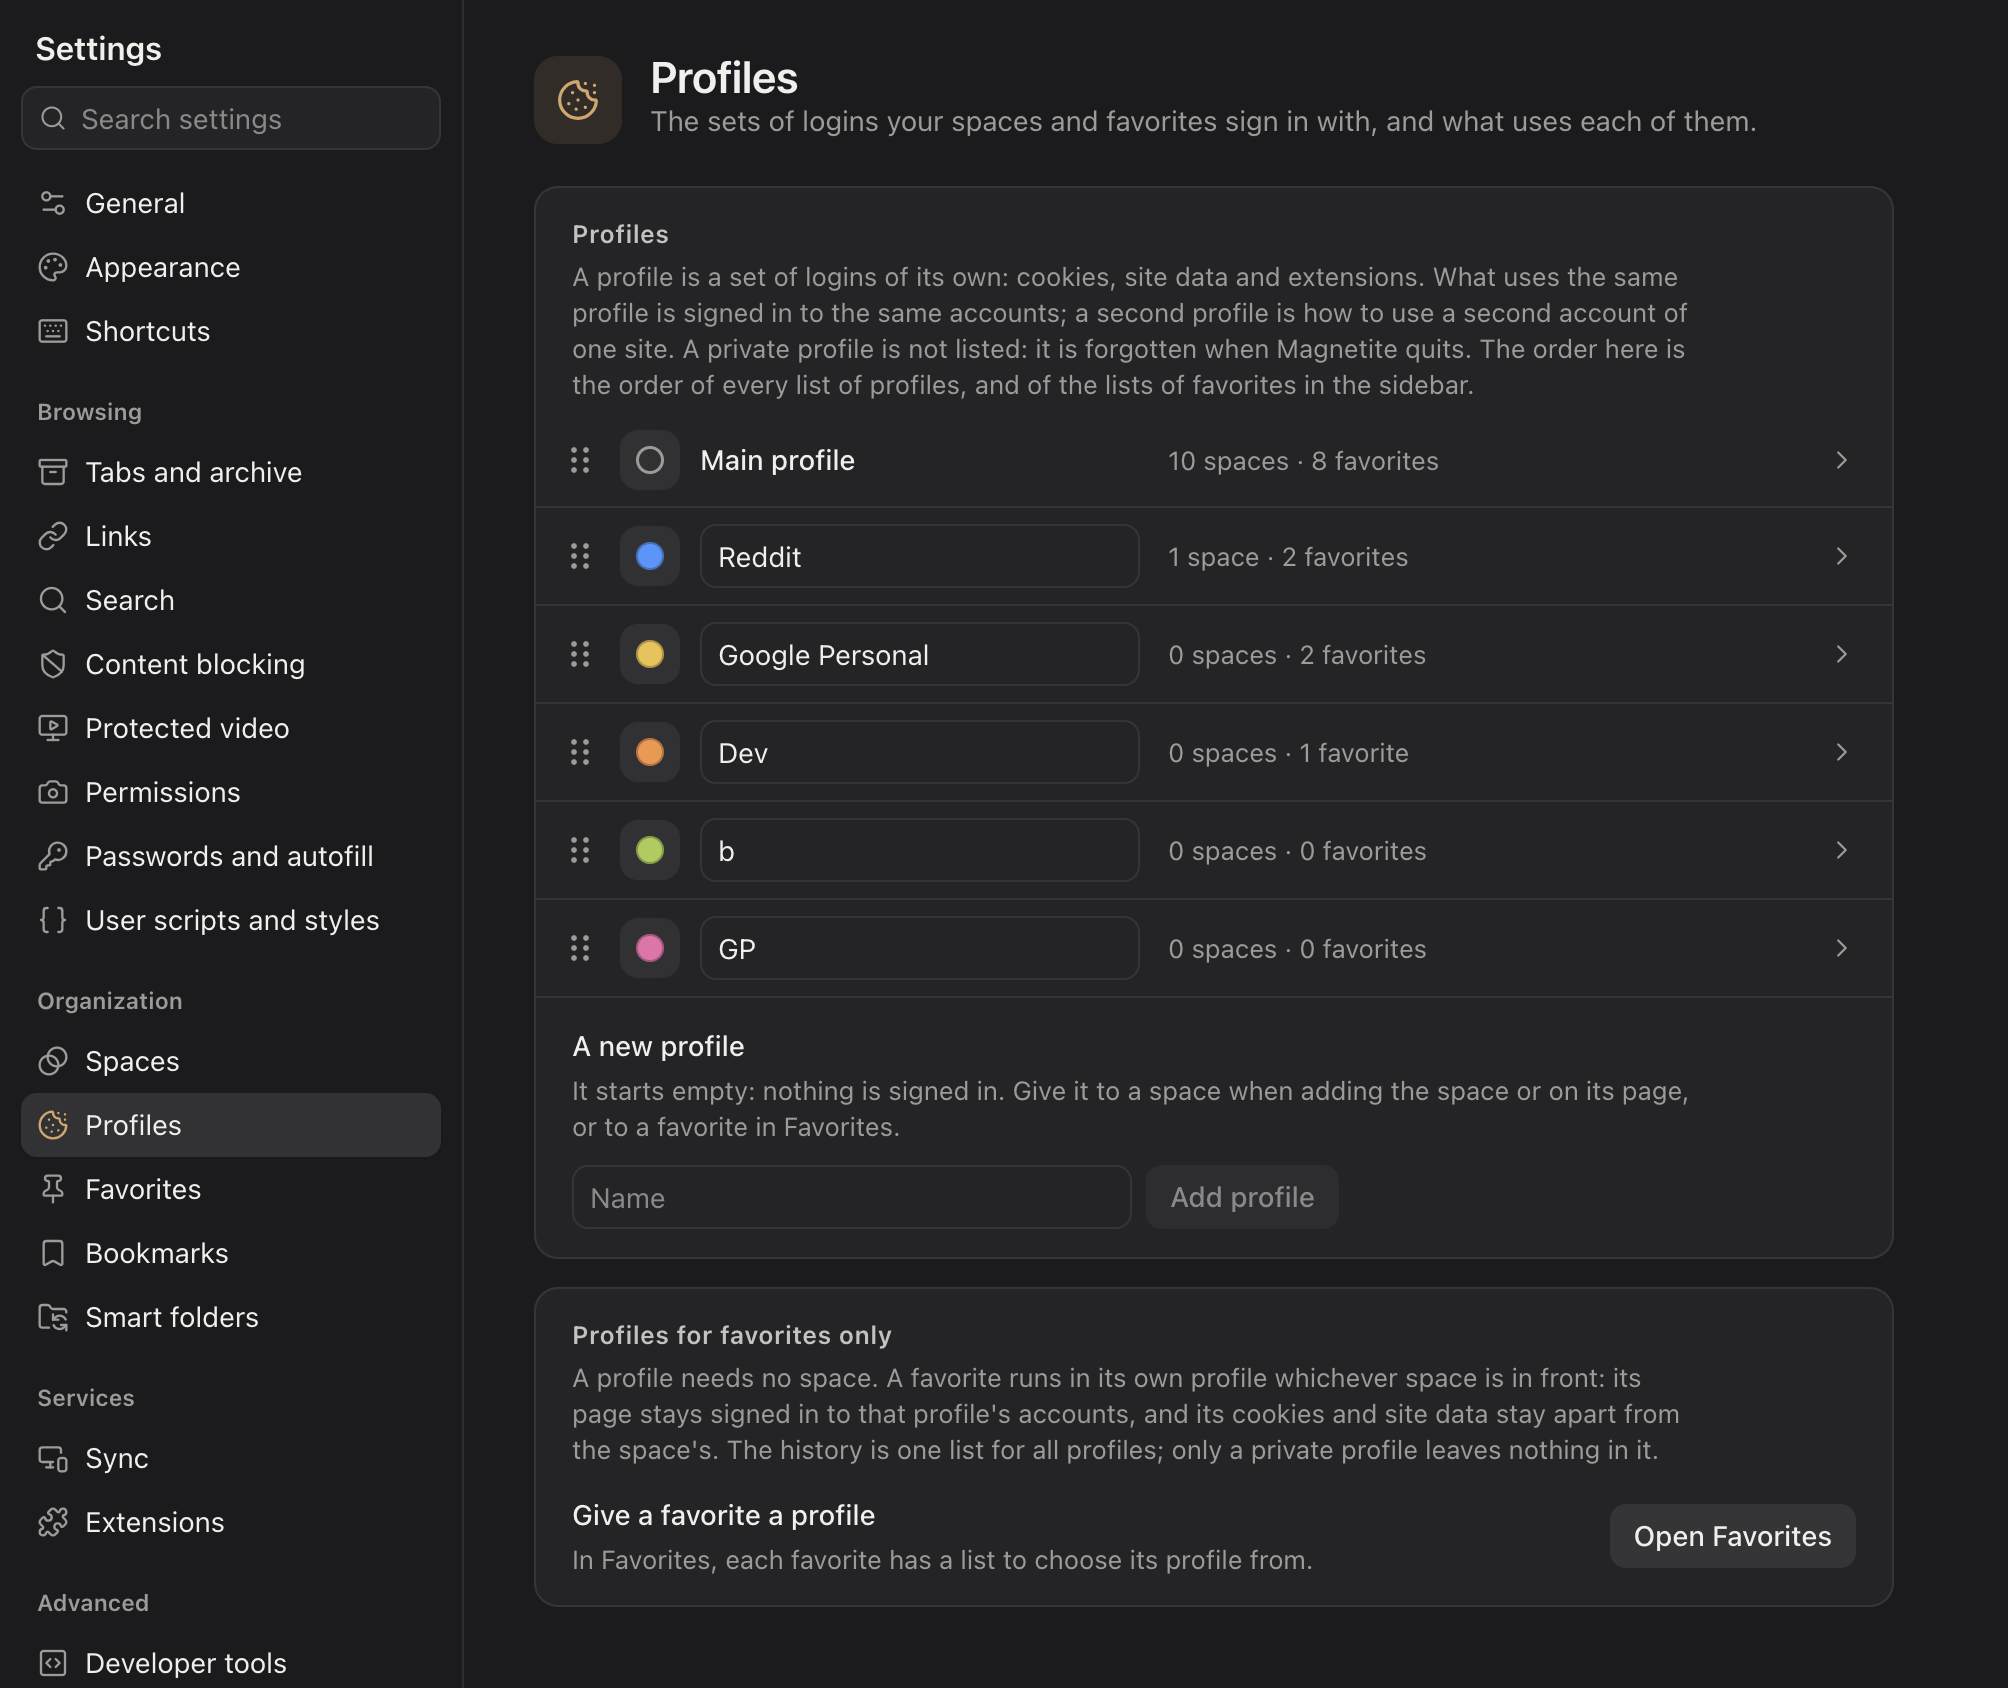 Settings
Search settings
General
Appearance
Shortcuts
Browsing
Tabs and archive
Links
Search
Content blocking
Protected video
Permissions
Passwords and autofill
User scripts and styles
Organization
Spaces
Profiles
Favorites
Bookmarks
Smart folders
Services
Sync
Extensions
Advanced
Developer tools
Profiles
The sets of logins your spaces and favorites sign in with, and what uses each of them.
Profiles
A profile is a set of logins of its own: cookies, site data and extensions. What uses the same
profile is signed in to the same accounts; a second profile is how to use a second account of
one site. A private profile is not listed: it is forgotten when Magnetite quits. The order here is
the order of every list of profiles, and of the lists of favorites in the sidebar.
Main profile 10 spaces · 8 favorites
Reddit 1 space · 2 favorites
Google Personal 0 spaces · 2 favorites
Dev 0 spaces · 1 favorite
b 0 spaces · 0 favorites
GP 0 spaces · 0 favorites
A new profile
It starts empty: nothing is signed in. Give it to a space when adding the space or on its page,
or to a favorite in Favorites.
Name Add profile
Profiles for favorites only
A profile needs no space. A favorite runs in its own profile whichever space is in front: its
page stays signed in to that profile's accounts, and its cookies and site data stay apart from
the space's. The history is one list for all profiles; only a private profile leaves nothing in it.
Give a favorite a profile
In Favorites, each favorite has a list to choose its profile from.
Open Favorites